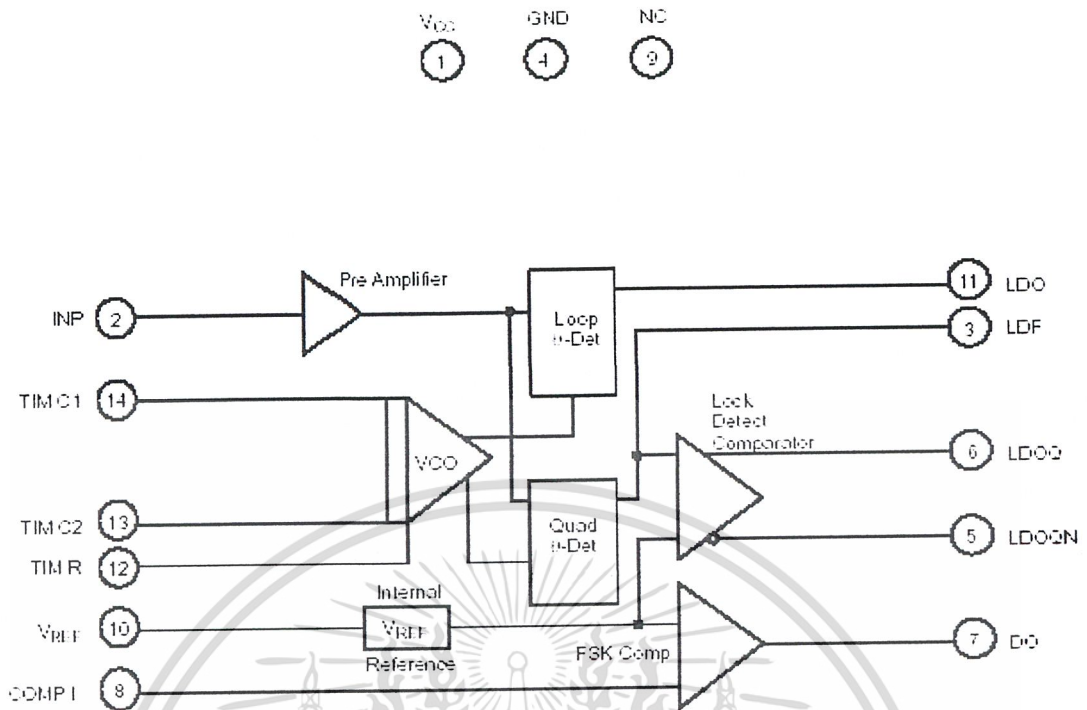 VCC GND NC
1 4 9
Pre Amplifier
INP 2
Loop
ø-Det
11 LDO
3 LDF
TIM C1 14
VCO
Lock
Detect
Comparator
6 LDOQ
TIM C2 13
Quad
ø-Det
5 LDOQN
TIM R 12
Internal
VREF 10
VREF
Reference
FSK Comp
7 DO
COMP I 8